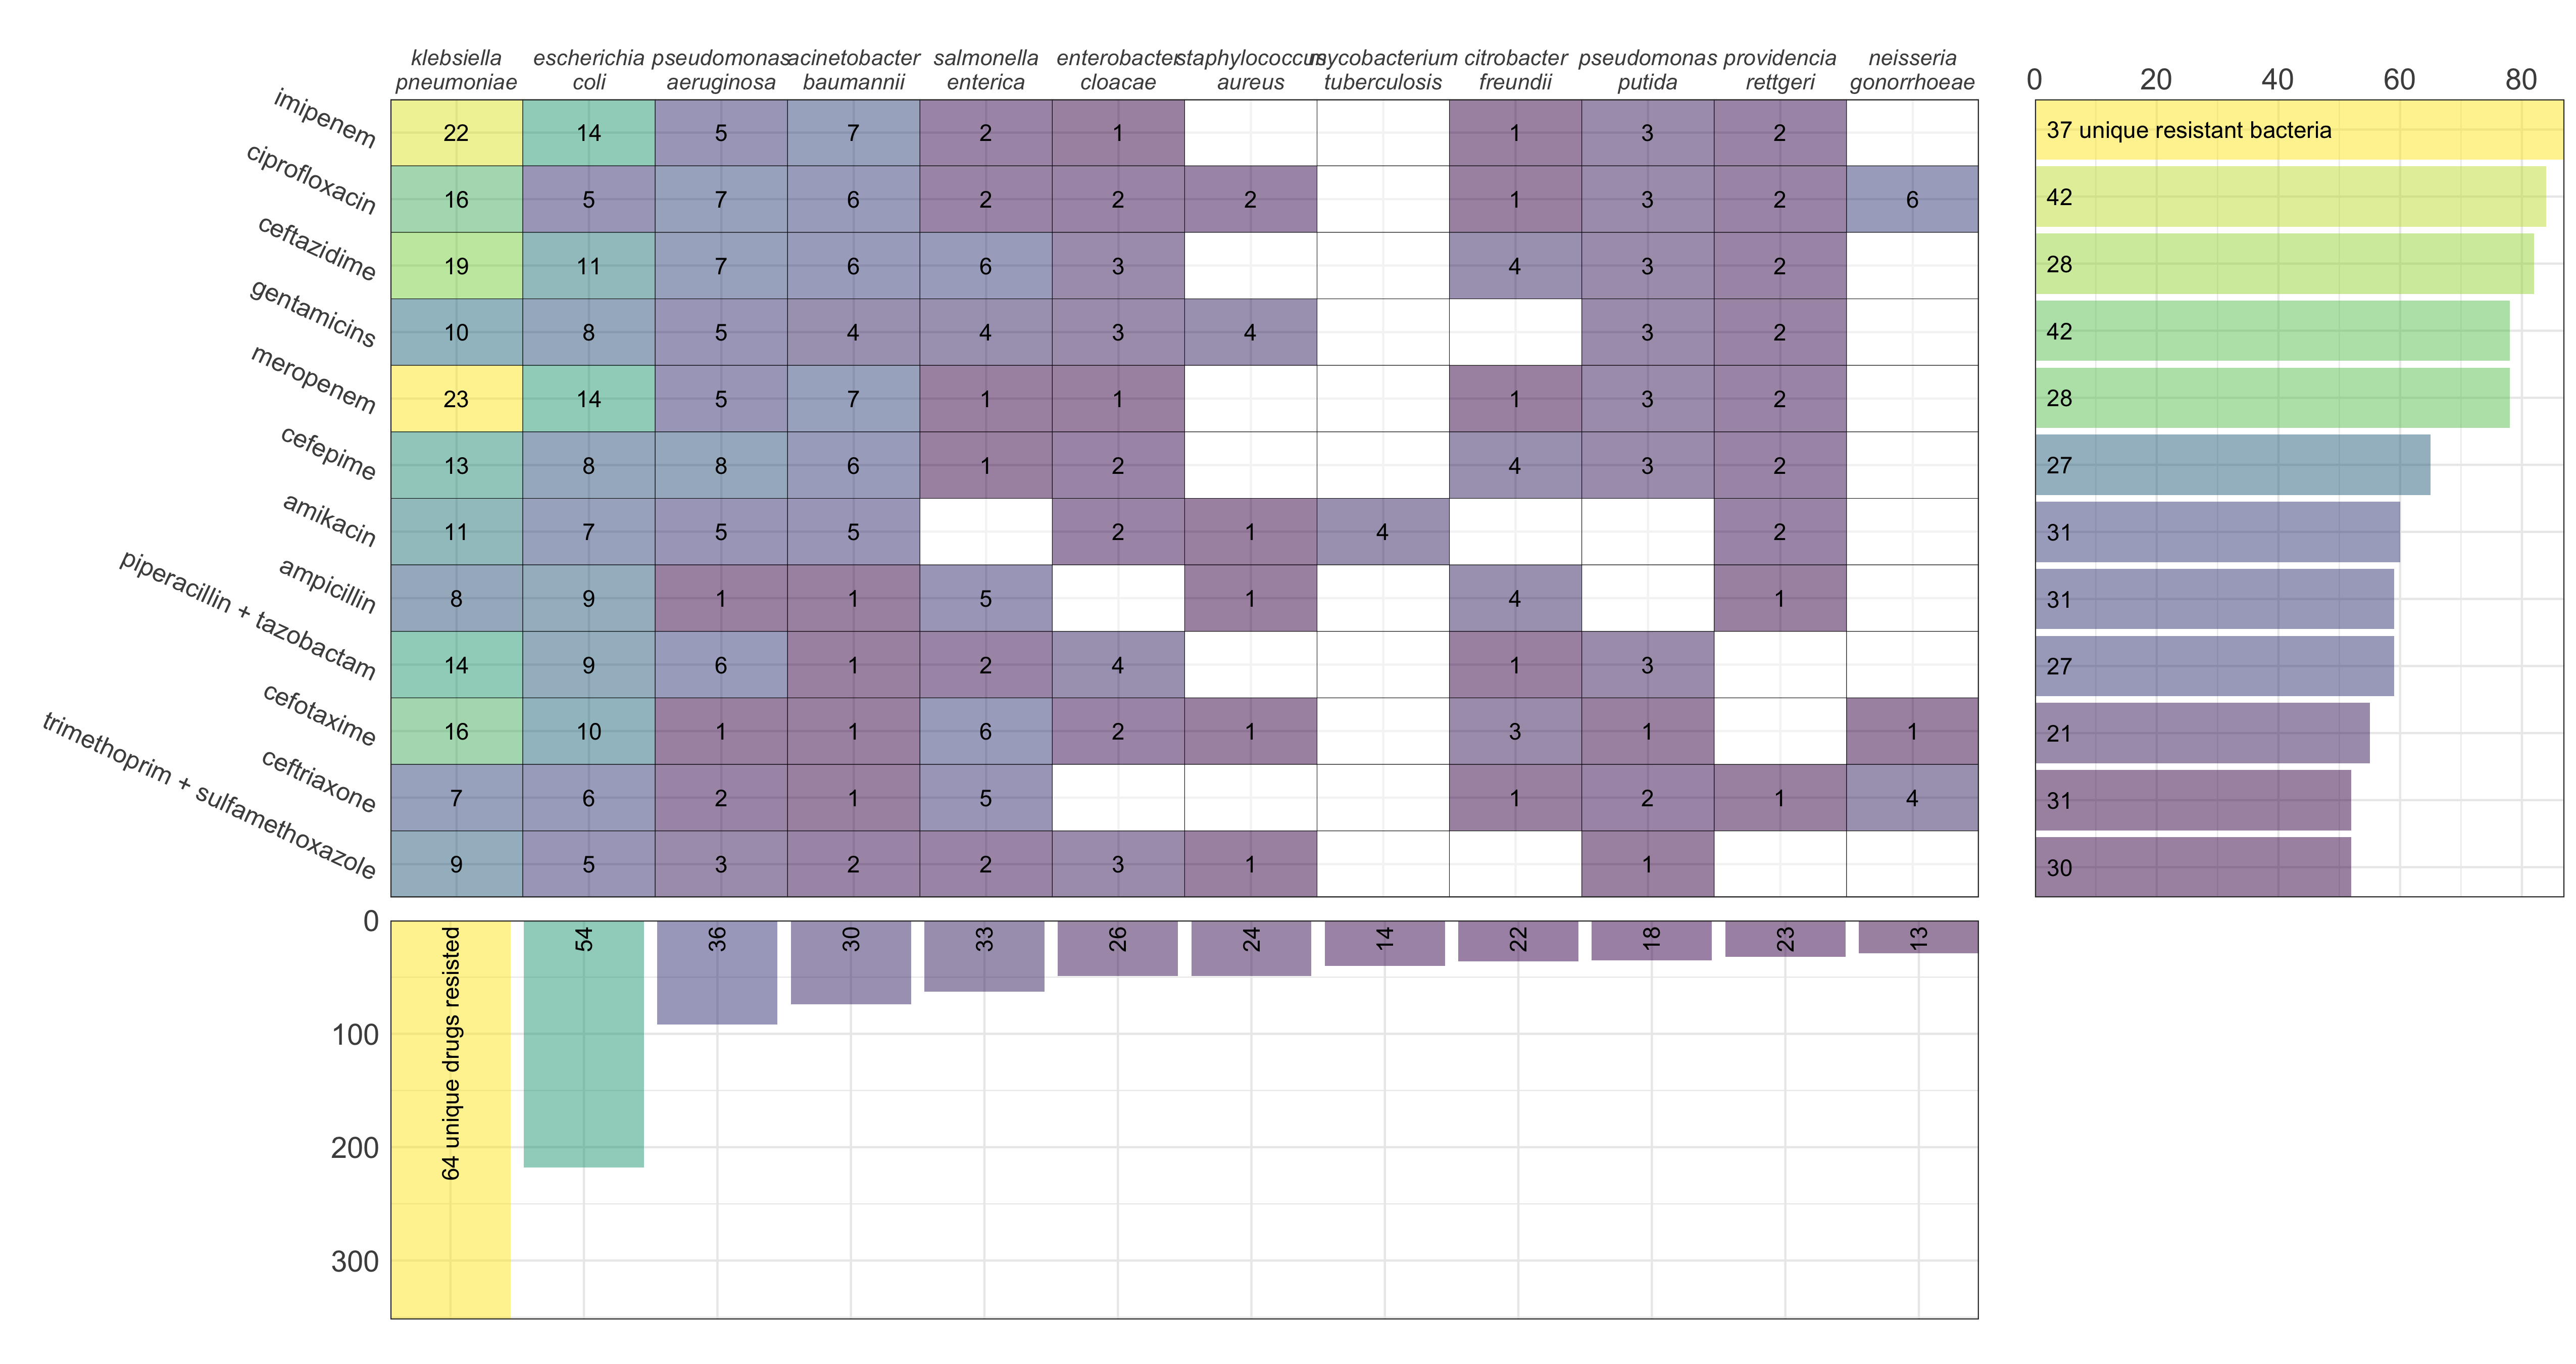 klebsiella pneumoniae
escherichia coli
pseudomonas aeruginosa
acinetobacter baumannii
salmonella enterica
enterobacter cloacae
staphylococcus aureus
mycobacterium tuberculosis
citrobacter freundii
pseudomonas putida
providencia rettgeri
neisseria gonorrhoeae
0 20 40 60 80
imipenem 22 14 5 7 2 1 1 3 2 37 unique resistant bacteria
ciprofloxacin 16 5 7 6 2 2 2 1 3 2 6 42
ceftazidime 19 11 7 6 6 3 4 3 2 28
gentamicins 10 8 5 4 4 3 4 3 2 42
meropenem 23 14 5 7 1 1 1 3 2 28
cefepime 13 8 8 6 1 2 4 3 2 27
amikacin 11 7 5 5 2 1 4 2 31
ampicillin 8 9 1 1 5 1 4 1 31
piperacillin + tazobactam 14 9 6 1 2 4 1 3 27
cefotaxime 16 10 1 1 6 2 1 3 1 1 21
ceftriaxone 7 6 2 1 5 1 2 1 4 31
trimethoprim + sulfamethoxazole 9 5 3 2 2 3 1 1 30
0
100
200
300
64 unique drugs resisted
54
36
30
33
26
24
14
22
18
23
13